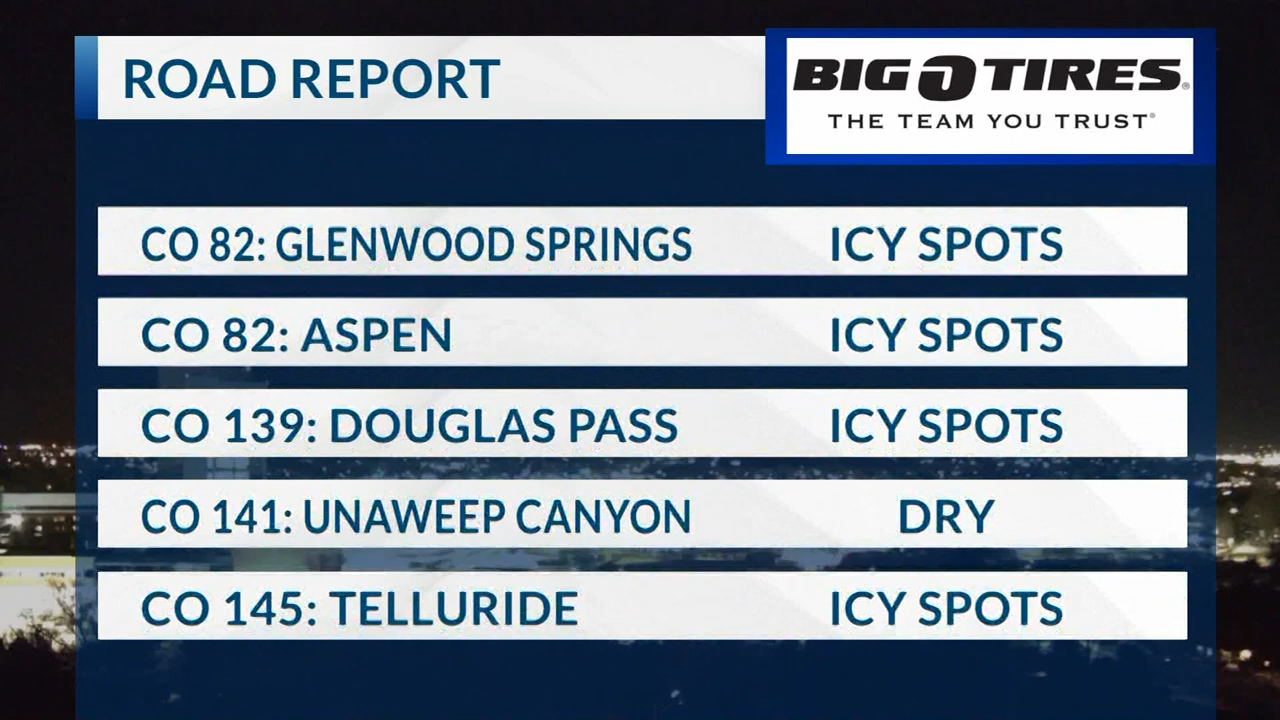 ROAD REPORT
BIG O TIRES®
THE TEAM YOU TRUST®
CO 82: GLENWOOD SPRINGS ICY SPOTS
CO 82: ASPEN ICY SPOTS
CO 139: DOUGLAS PASS ICY SPOTS
CO 141: UNAWEEP CANYON DRY
CO 145: TELLURIDE ICY SPOTS